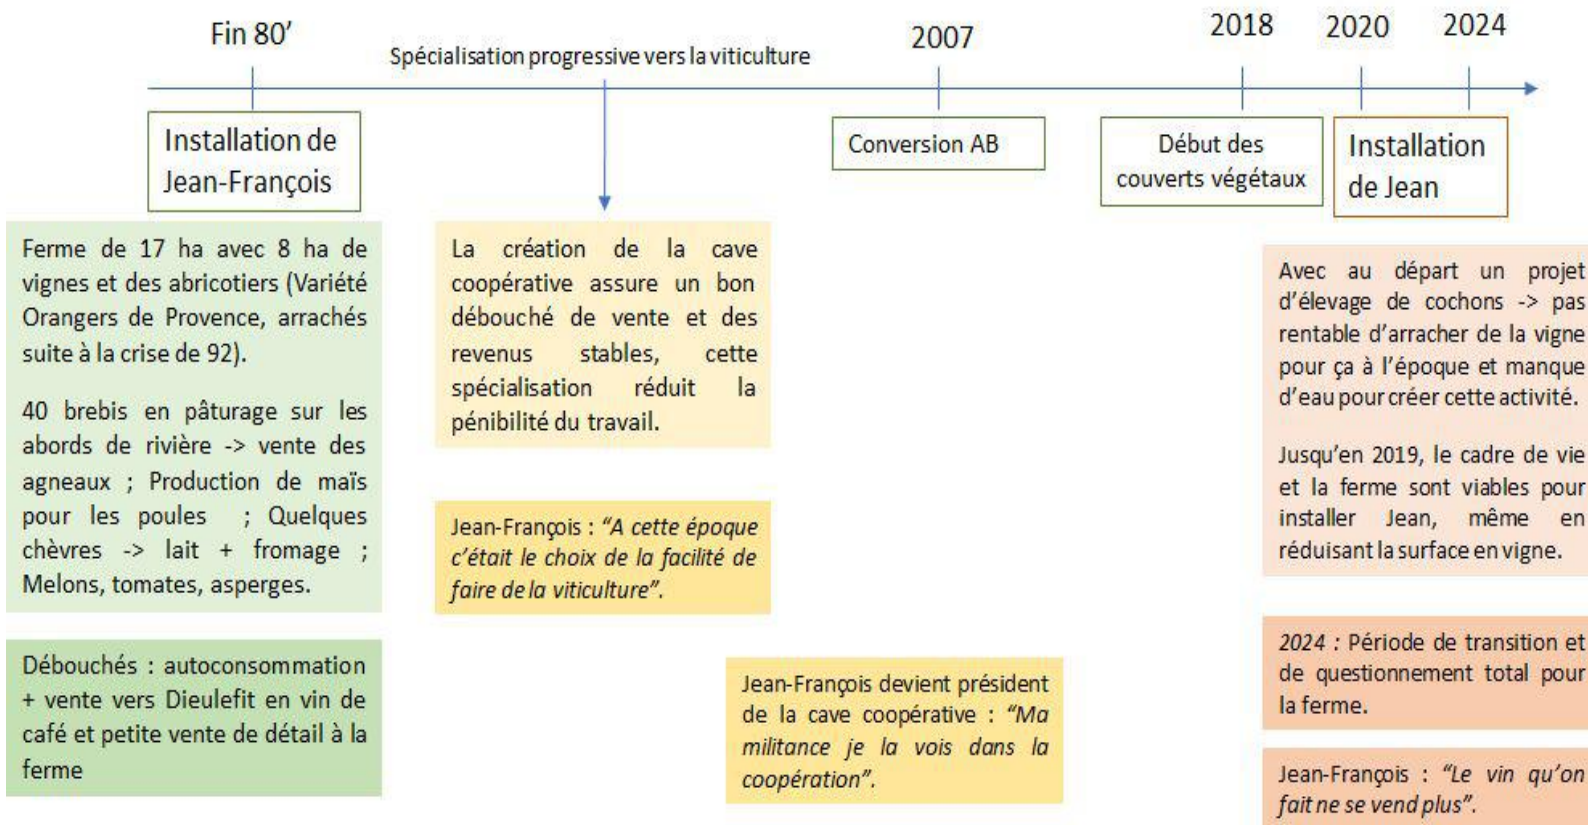 Fin 80’
Spécialisation progressive vers la viticulture
2007
2018
2020
2024
Installation de
Jean-François
Conversion AB
Début des
couverts végétaux
Installation
de Jean
Ferme de 17 ha avec 8 ha de
vignes et des abricotiers (Variété
Orangers de Provence, arrachés
suite à la crise de 92).
40 brebis en pâturage sur les
abords de rivière -> vente des
agneaux ; Production de maïs
pour les poules ; Quelques
chèvres -> lait + fromage ;
Melons, tomates, asperges.
Débouchés : autoconsommation
+ vente vers Dieulefit en vin de
café et petite vente de détail à la
ferme
La création de la cave
coopérative assure un bon
débouché de vente et des
revenus stables, cette
spécialisation réduit la
pénibilité du travail.
Jean-François : “A cette époque
c’était le choix de la facilité de
faire de la viticulture”.
Jean-François devient président
de la cave coopérative : “Ma
militance je la vois dans la
coopération”.
Avec au départ un projet
d’élevage de cochons -> pas
rentable d’arracher de la vigne
pour ça à l’époque et manque
d’eau pour créer cette activité.
Jusqu’en 2019, le cadre de vie
et la ferme sont viables pour
installer Jean, même en
réduisant la surface en vigne.
2024 : Période de transition et
de questionnement total pour
la ferme.
Jean-François : “Le vin qu’on
fait ne se vend plus”.